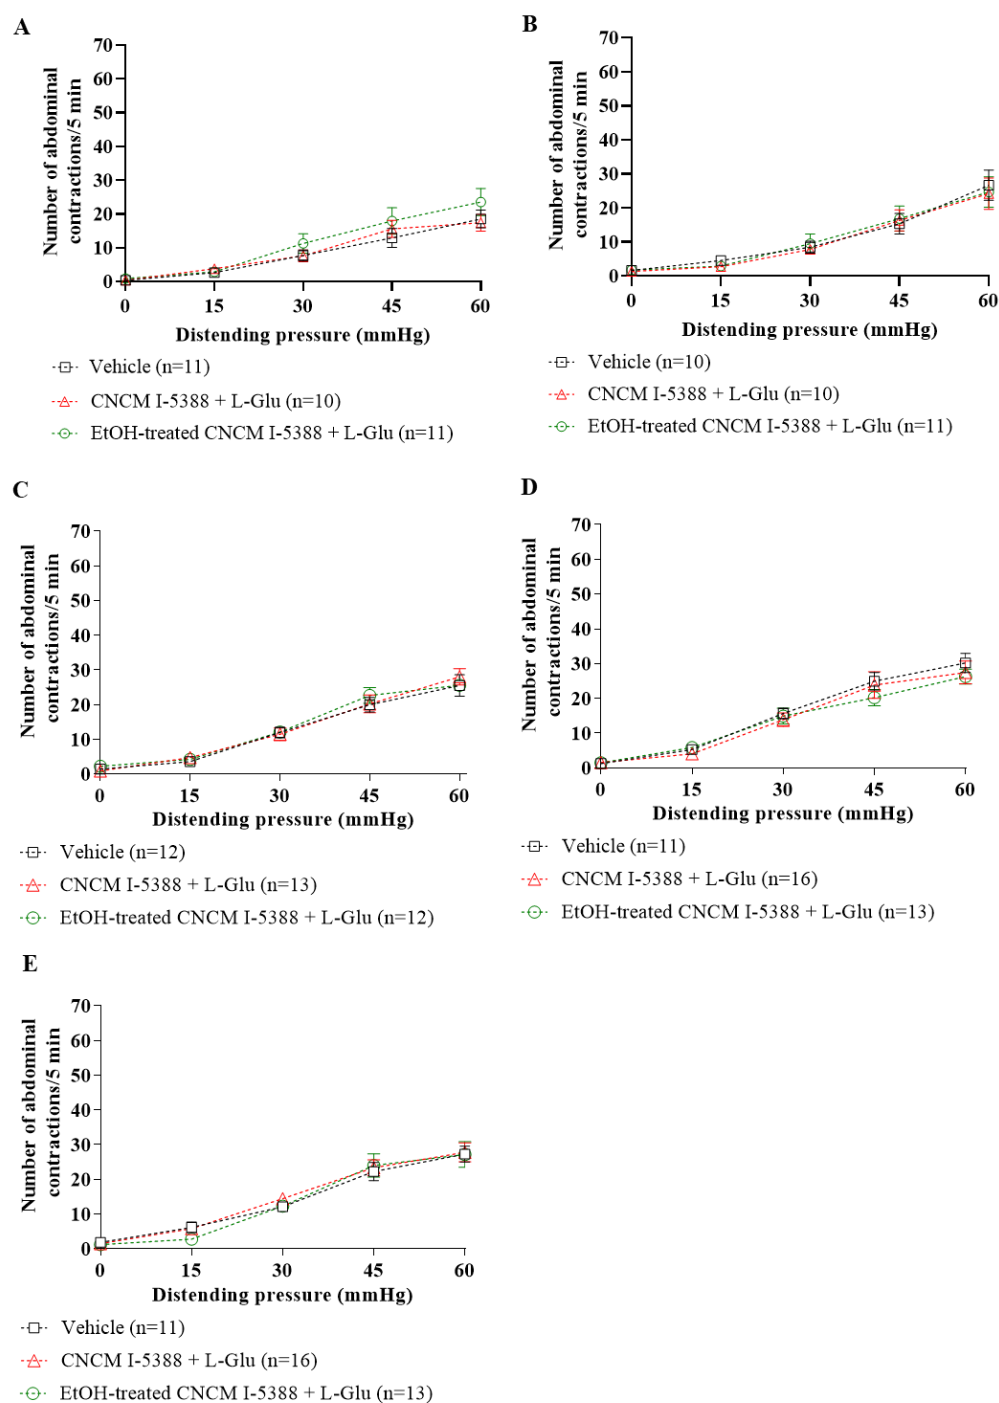 A
Number of abdominal
contractions/5 min
70
60
50
40
30
20
10
0
0 15 30 45 60
Distending pressure (mmHg)
Vehicle (n=11)
CNCM I-5388 + L-Glu (n=10)
EtOH-treated CNCM I-5388 + L-Glu (n=11)
B
Number of abdominal
contractions/5 min
70
60
50
40
30
20
10
0
0 15 30 45 60
Distending pressure (mmHg)
Vehicle (n=10)
CNCM I-5388 + L-Glu (n=10)
EtOH-treated CNCM I-5388 + L-Glu (n=11)
C
Number of abdominal
contractions/5 min
70
60
50
40
30
20
10
0
0 15 30 45 60
Distending pressure (mmHg)
Vehicle (n=12)
CNCM I-5388 + L-Glu (n=13)
EtOH-treated CNCM I-5388 + L-Glu (n=12)
D
Number of abdominal
contractions/5 min
70
60
50
40
30
20
10
0
0 15 30 45 60
Distending pressure (mmHg)
Vehicle (n=11)
CNCM I-5388 + L-Glu (n=16)
EtOH-treated CNCM I-5388 + L-Glu (n=13)
E
Number of abdominal
contractions/5 min
70
60
50
40
30
20
10
0
0 15 30 45 60
Distending pressure (mmHg)
Vehicle (n=11)
CNCM I-5388 + L-Glu (n=16)
EtOH-treated CNCM I-5388 + L-Glu (n=13)